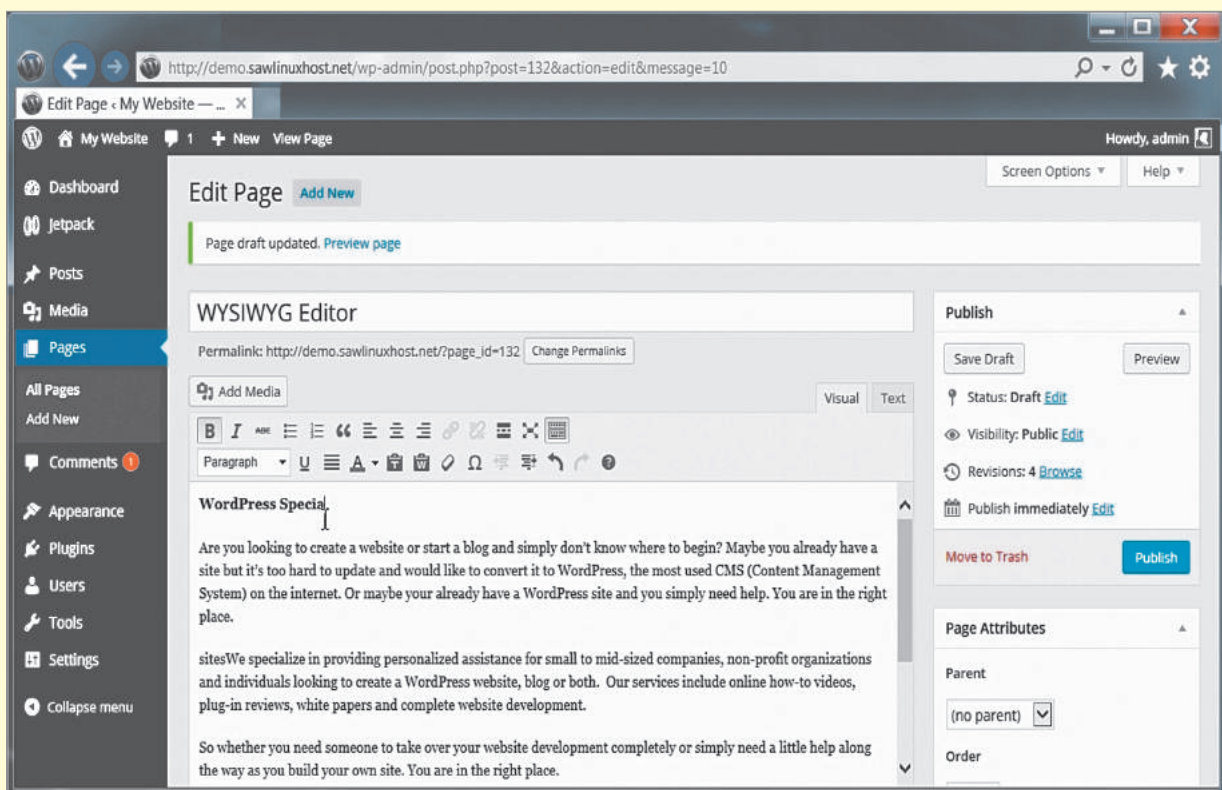 http://demo.sawlinuxhost.net/wp-admin/post.php?post=132&action=edit&message=10
Edit Page ‹ My Website — ...
My Website 1 New View Page
Howdy, admin
Dashboard
Jetpack
Posts
Media
Pages
All Pages
Add New
Comments 1
Appearance
Plugins
Users
Tools
Settings
Collapse menu
Screen Options Help
Edit Page Add New
Page draft updated. Preview page
WYSIWYG Editor
Permalink: http://demo.sawlinuxhost.net/?page_id=132 Change Permalinks
Add Media
Visual Text
B I ABC
Paragraph U A T W Ω
WordPress Specia.
Are you looking to create a website or start a blog and simply don't know where to begin? Maybe you already have a
site but it's too hard to update and would like to convert it to WordPress, the most used CMS (Content Management
System) on the internet. Or maybe your already have a WordPress site and you simply need help. You are in the right
place.
sitesWe specialize in providing personalized assistance for small to mid-sized companies, non-profit organizations
and individuals looking to create a WordPress website, blog or both. Our services include online how-to videos,
plug-in reviews, white papers and complete website development.
So whether you need someone to take over your website development completely or simply need a little help along
the way as you build your own site. You are in the right place.
Publish
Save Draft Preview
Status: Draft Edit
Visibility: Public Edit
Revisions: 4 Browse
Publish immediately Edit
Move to Trash Publish
Page Attributes
Parent
(no parent)
Order